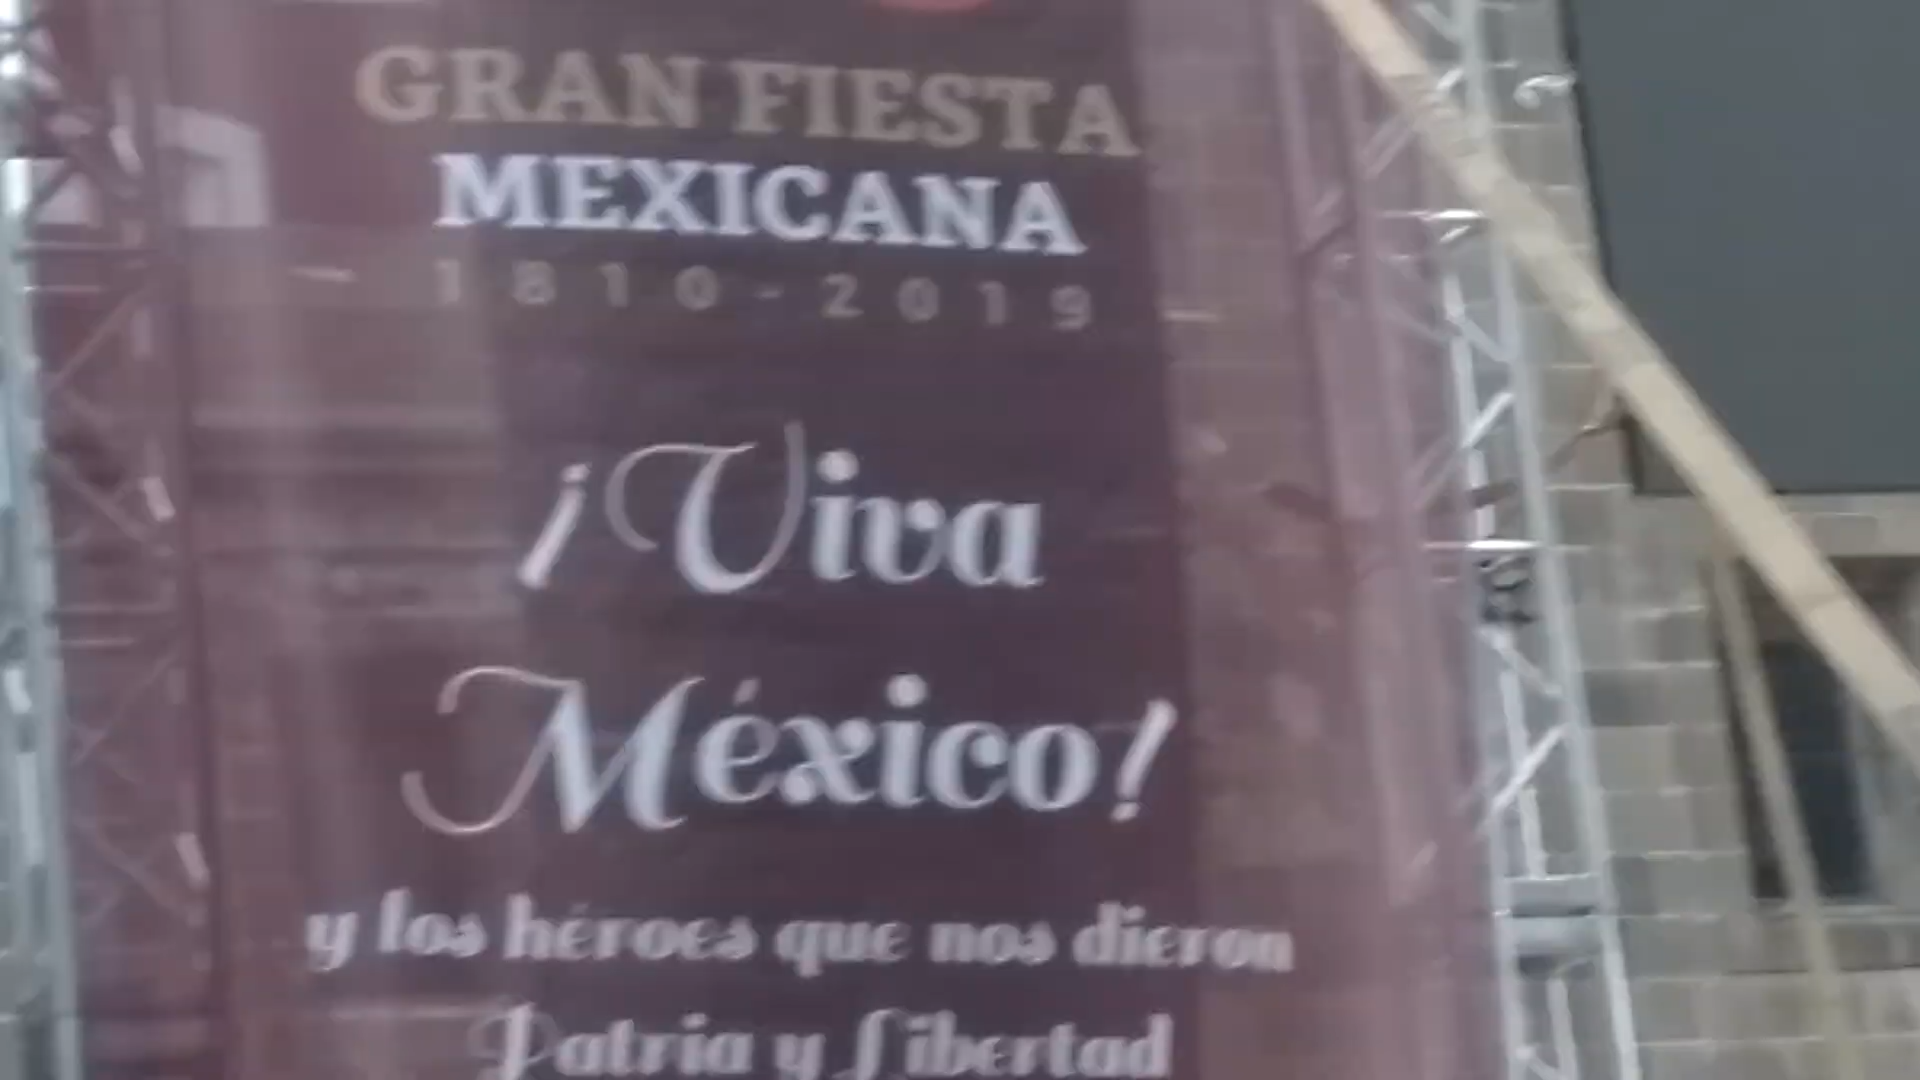 GRAN FIESTA
MEXICANA
1810-2019
¡Viva
México!
y los héroes que nos dieron
Patria y Libertad